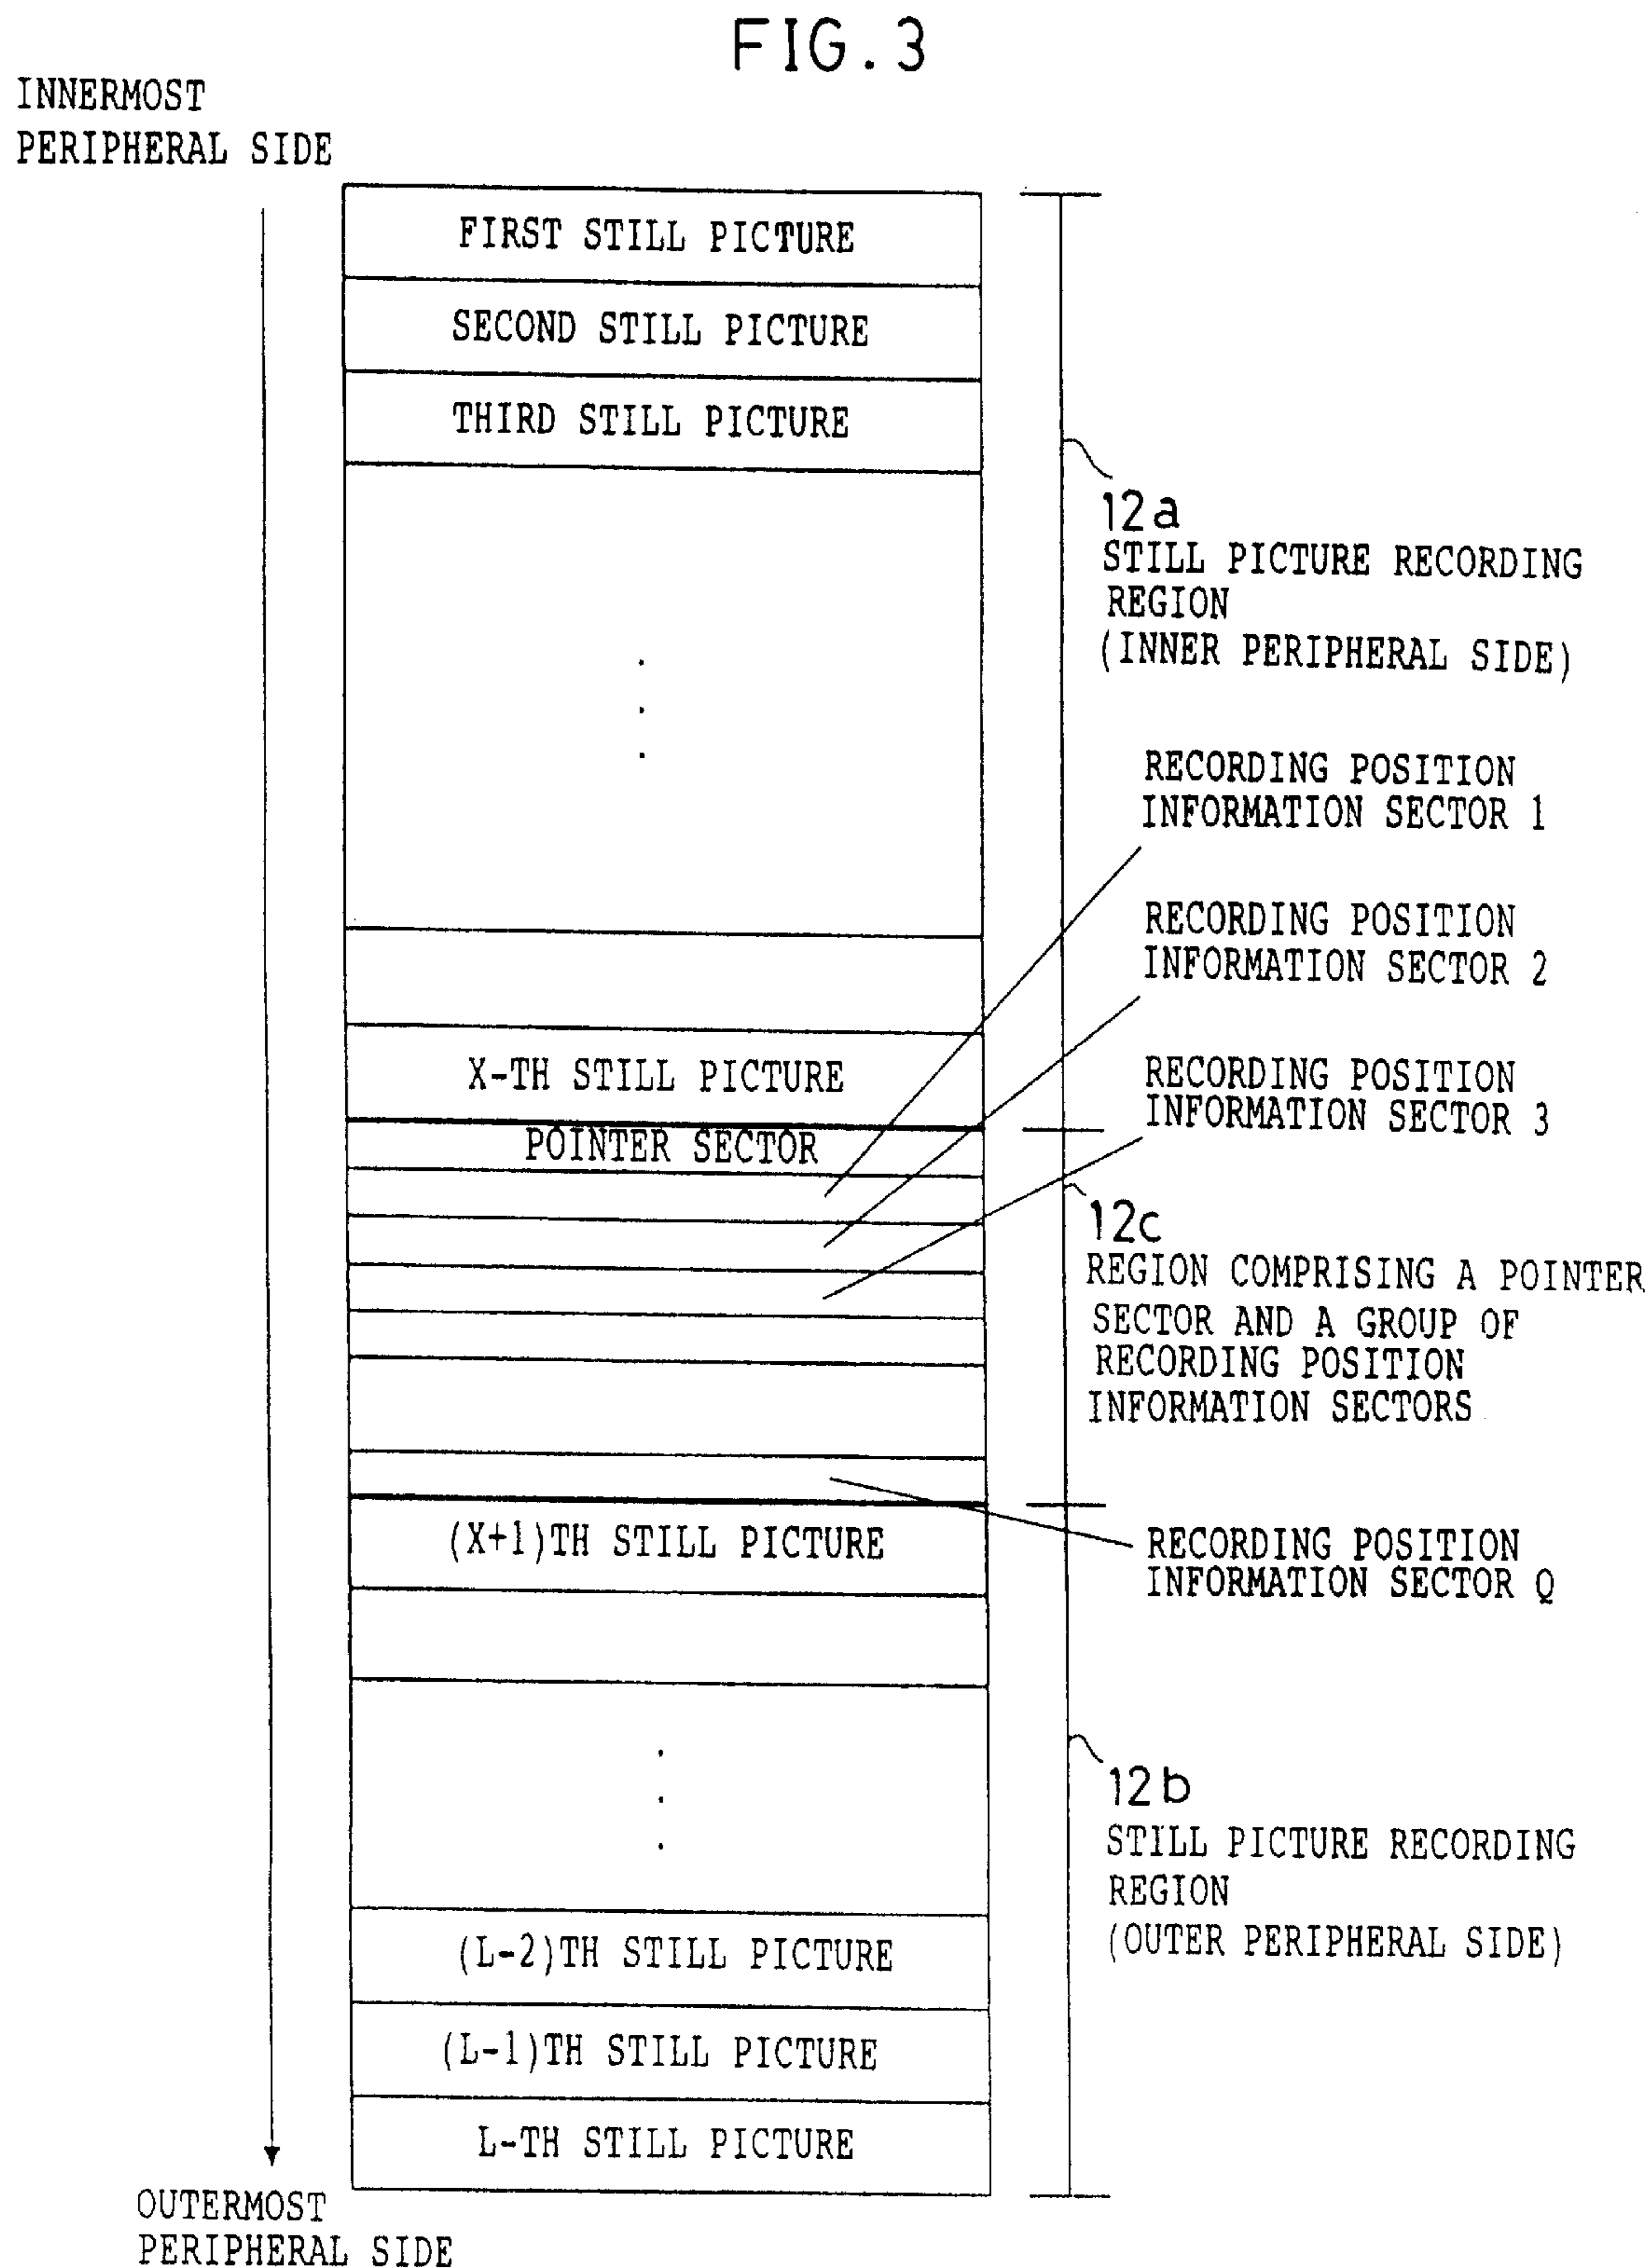 FIG. 3
INNERMOST
PERIPHERAL SIDE
FIRST STILL PICTURE
SECOND STILL PICTURE
THIRD STILL PICTURE
12a
STILL PICTURE RECORDING
REGION
(INNER PERIPHERAL SIDE)
RECORDING POSITION
INFORMATION SECTOR 1
RECORDING POSITION
INFORMATION SECTOR 2
RECORDING POSITION
INFORMATION SECTOR 3
X-TH STILL PICTURE
POINTER SECTOR
12c
REGION COMPRISING A POINTER
SECTOR AND A GROUP OF
RECORDING POSITION
INFORMATION SECTORS
(X+1)TH STILL PICTURE
RECORDING POSITION
INFORMATION SECTOR Q
12b
STILL PICTURE RECORDING
REGION
(OUTER PERIPHERAL SIDE)
(L-2)TH STILL PICTURE
(L-1)TH STILL PICTURE
L-TH STILL PICTURE
OUTERMOST
PERIPHERAL SIDE